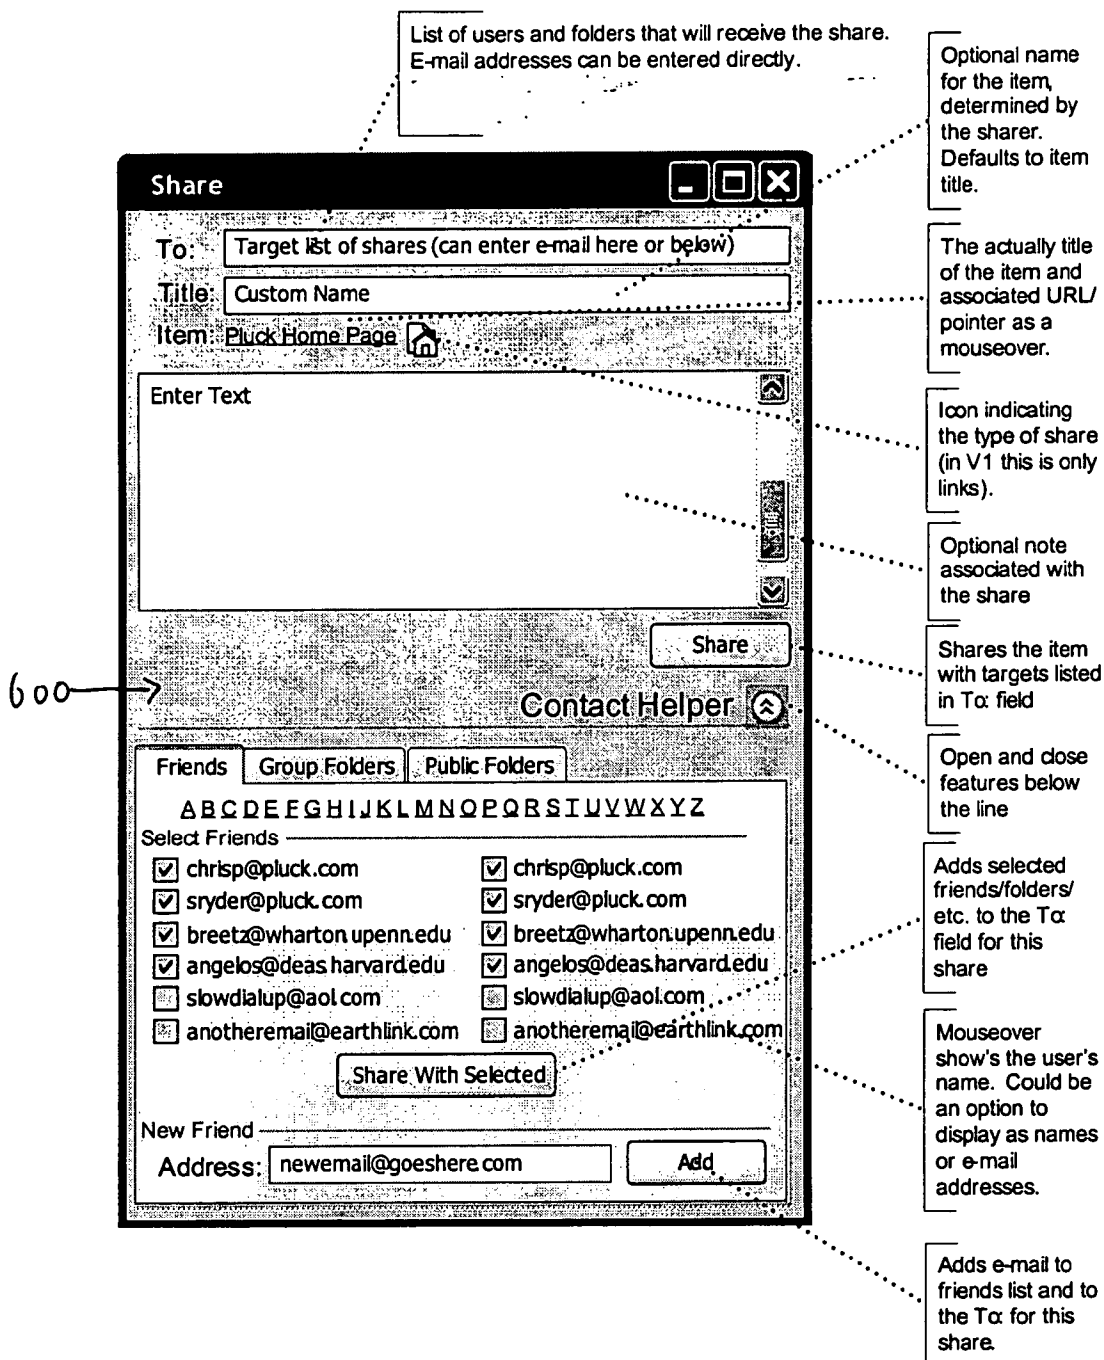 List of users and folders that will receive the share.
E-mail addresses can be entered directly.
Optional name
for the item,
determined by
the sharer.
Defaults to item
title.
Share
To:
Target list of shares (can enter e-mail here or below)
Title:
Custom Name
Item:
Pluck Home Page
The actually title
of the item and
associated URL/
pointer as a
mouseover.
Enter Text
Icon indicating
the type of share
(in V1 this is only
links).
Optional note
associated with
the share
Share
Shares the item
with targets listed
in To: field
600
Contact Helper
Open and close
features below
the line
Friends
Group Folders
Public Folders
A B C D E F G H I J K L M N O P Q R S T U V W X Y Z
Select Friends
chrisp@pluck.com
chrisp@pluck.com
sryder@pluck.com
sryder@pluck.com
breetz@wharton.upenn.edu
breetz@wharton.upenn.edu
angelos@deas.harvard.edu
angelos@deas.harvard.edu
slowdialup@aol.com
slowdialup@aol.com
anotheremail@earthlink.com
anotheremail@earthlink.com
Share With Selected
Adds selected
friends/folders/
etc. to the To:
field for this
share
Mouseover
show's the user's
name. Could be
an option to
display as names
or e-mail
addresses.
New Friend
Address:
newemail@goeshere.com
Add
Adds e-mail to
friends list and to
the To: for this
share.